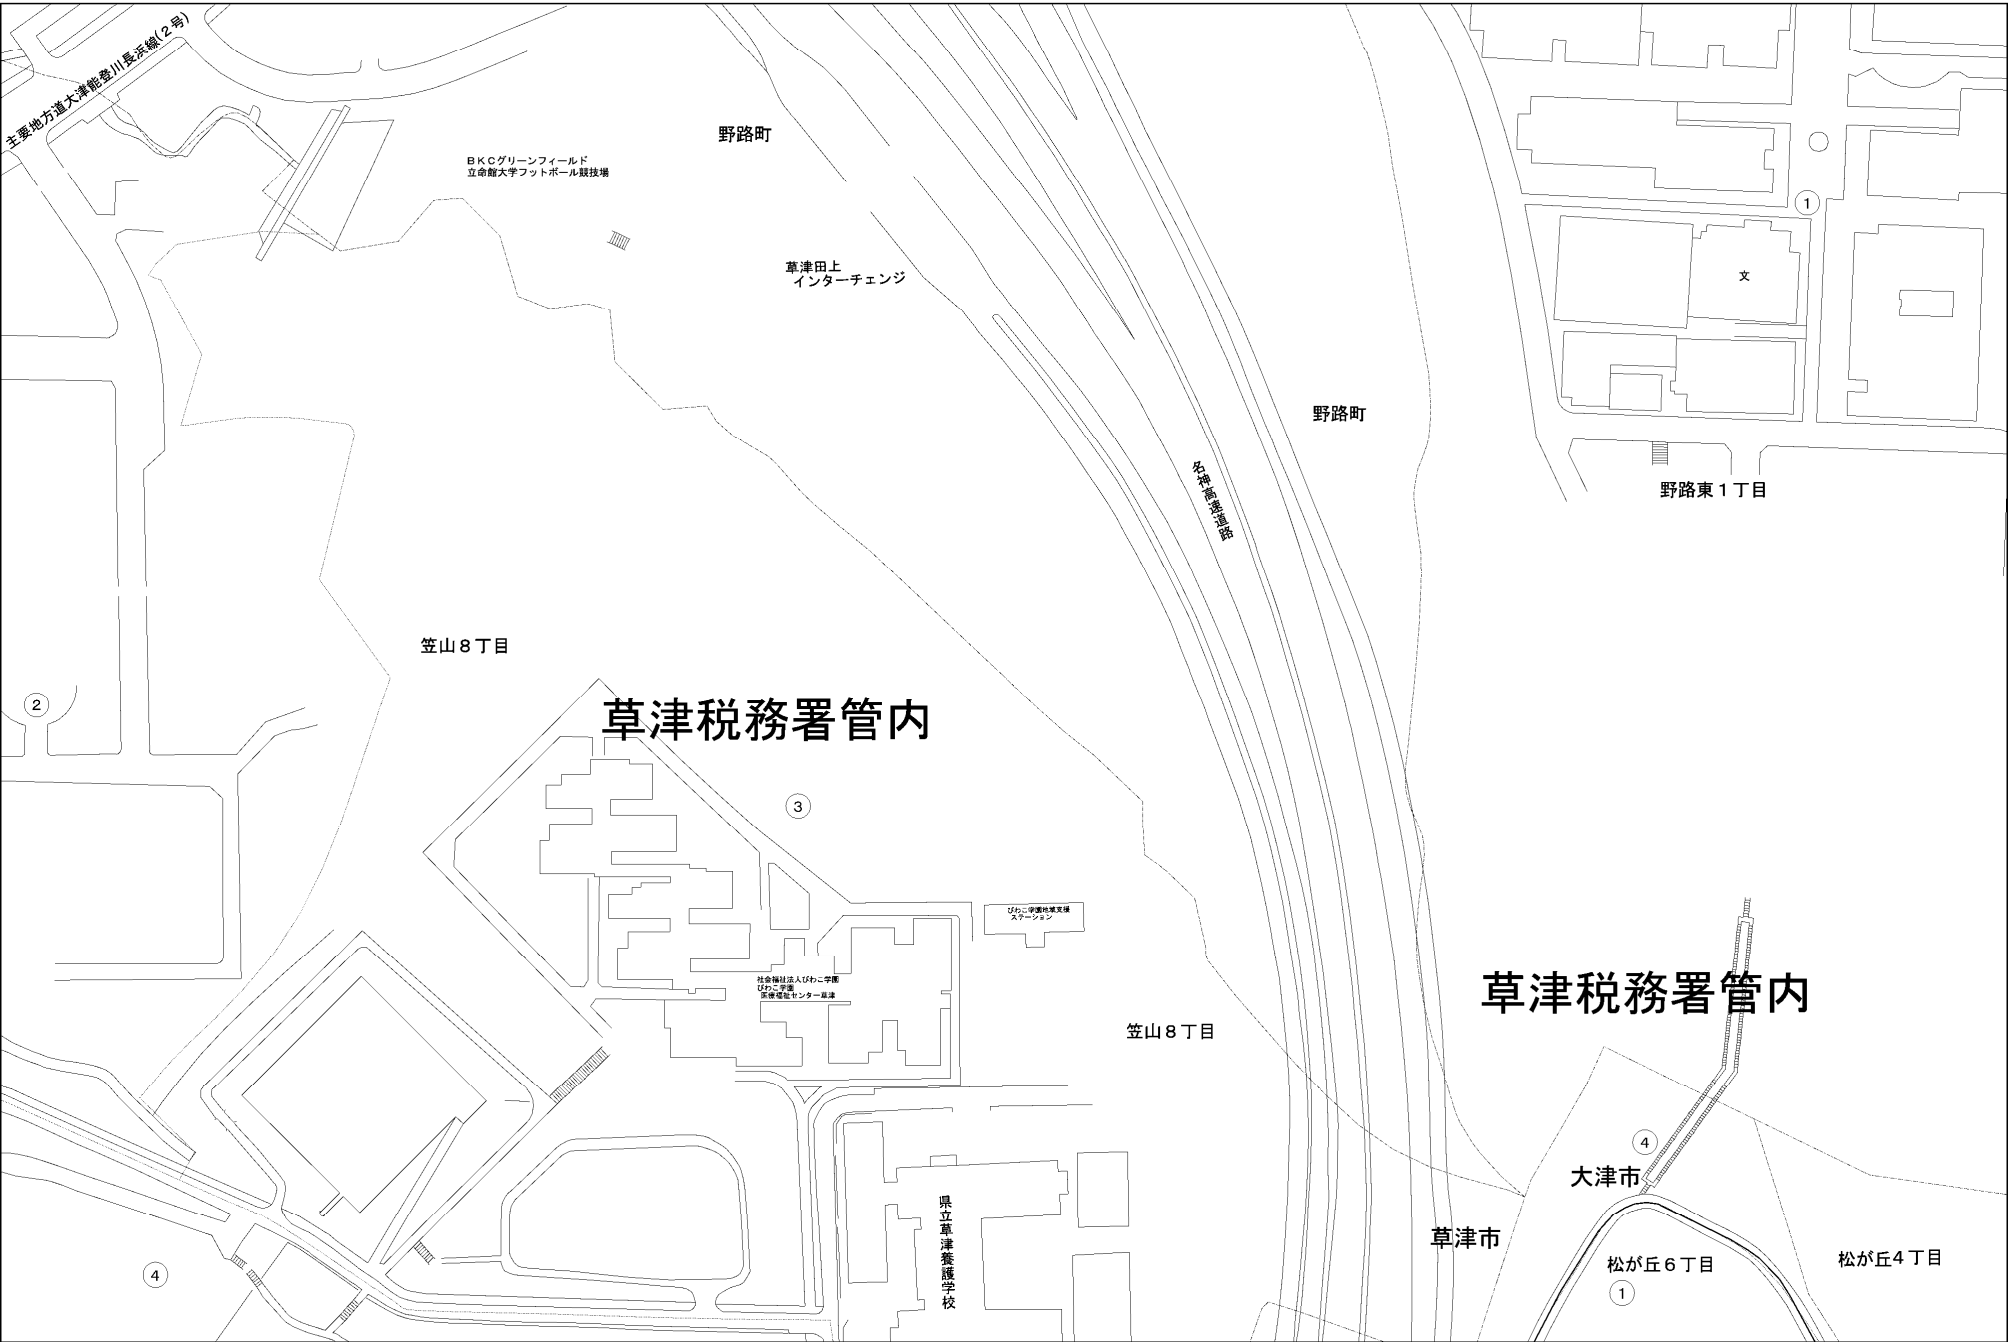 主要地方道大津能登川長浜線(2号)
野路町
BKCグリーンフィールド
立命館大学フットボール競技場
1
草津田上
インターチェンジ
文
野路町
名神高速道路
野路東1丁目
笠山8丁目
2
草津税務署管内
3
びわこ学園地域支援
ステーション
社会福祉法人びわこ学園
びわこ学園
医療福祉センター草津
草津税務署管内
笠山8丁目
4
大津市
県立草津養護学校
草津市
松が丘6丁目
松が丘4丁目
4
1